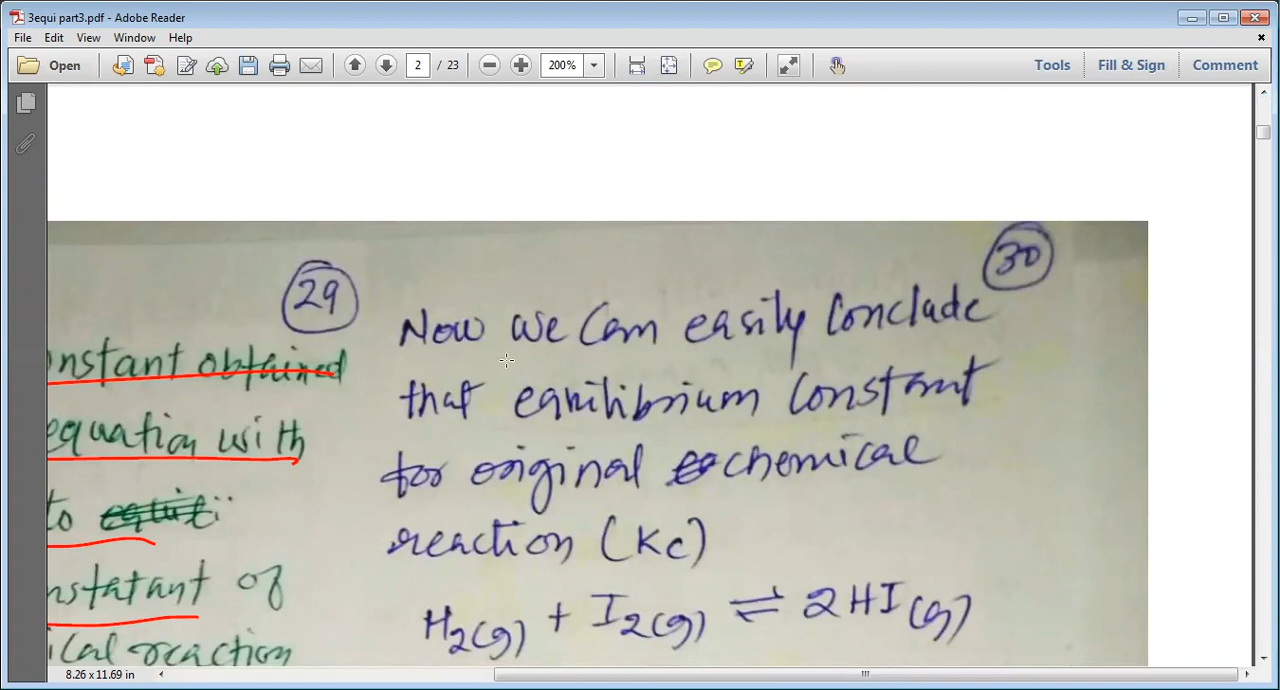 3equi part3.pdf - Adobe Reader
File Edit View Window Help
Open 2 / 23 200% Tools Fill & Sign Comment
29
onstant obtained
equation with
to
nstatant of
ical reaction
30
Now we Can easily Conclude
that equilibrium Constant
for original chemical
reaction (Kc)
H2(g) + I2(g) ⇌ 2HI(g)
8.26 x 11.69 in